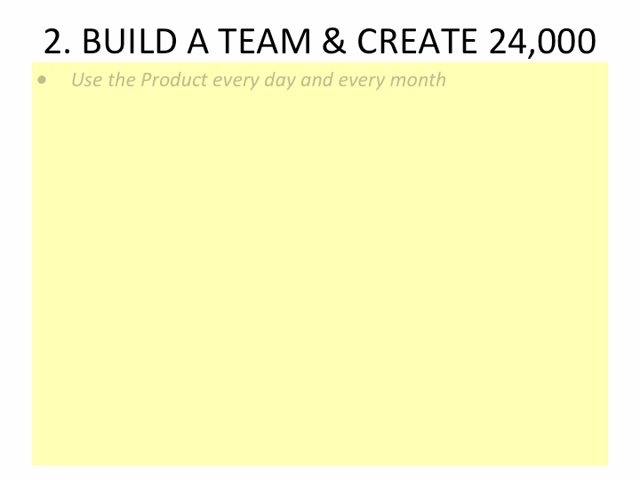 2. BUILD A TEAM & CREATE 24,000
• Use the Product every day and every month